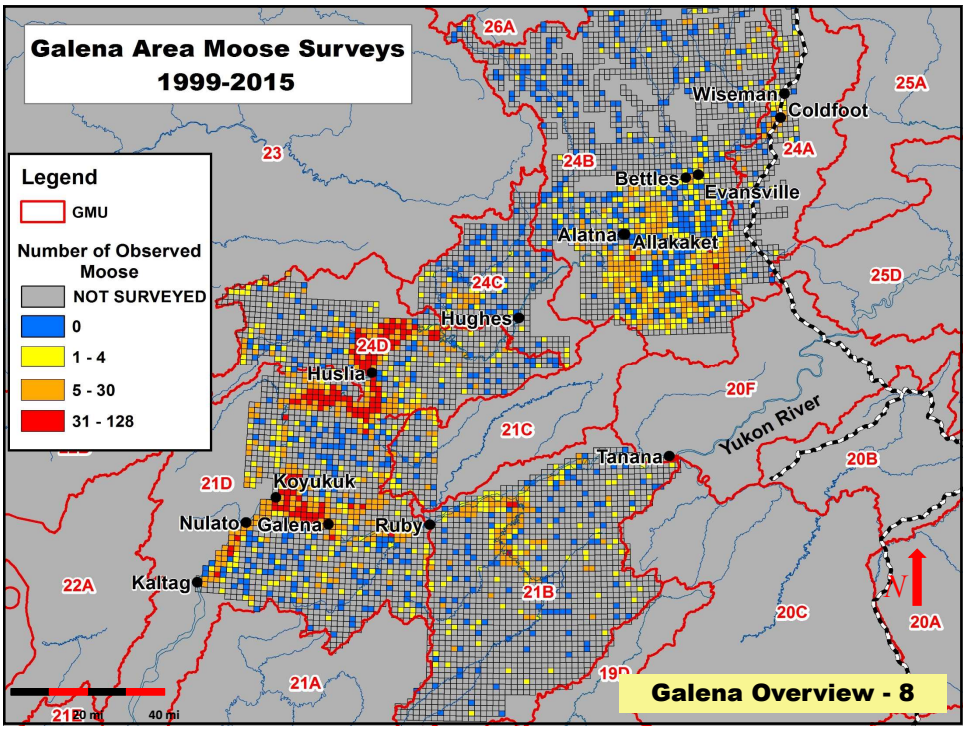 Galena Area Moose Surveys
1999-2015
26A
25A
Wiseman
Coldfoot
23
24B
24A
Legend
GMU
Number of Observed
Moose
NOT SURVEYED
0
1 - 4
5 - 30
31 - 128
Bettles
Evansville
Alatna
Allakaket
25D
24C
Hughes
24D
Huslia
20F
21C
Yukon River
Tanana
20B
21D
Koyukuk
Nulato
Galena
Ruby
Kaltag
22A
21B
20C
N
20A
19D
21A
21E
20 mi
40 mi
Galena Overview - 8